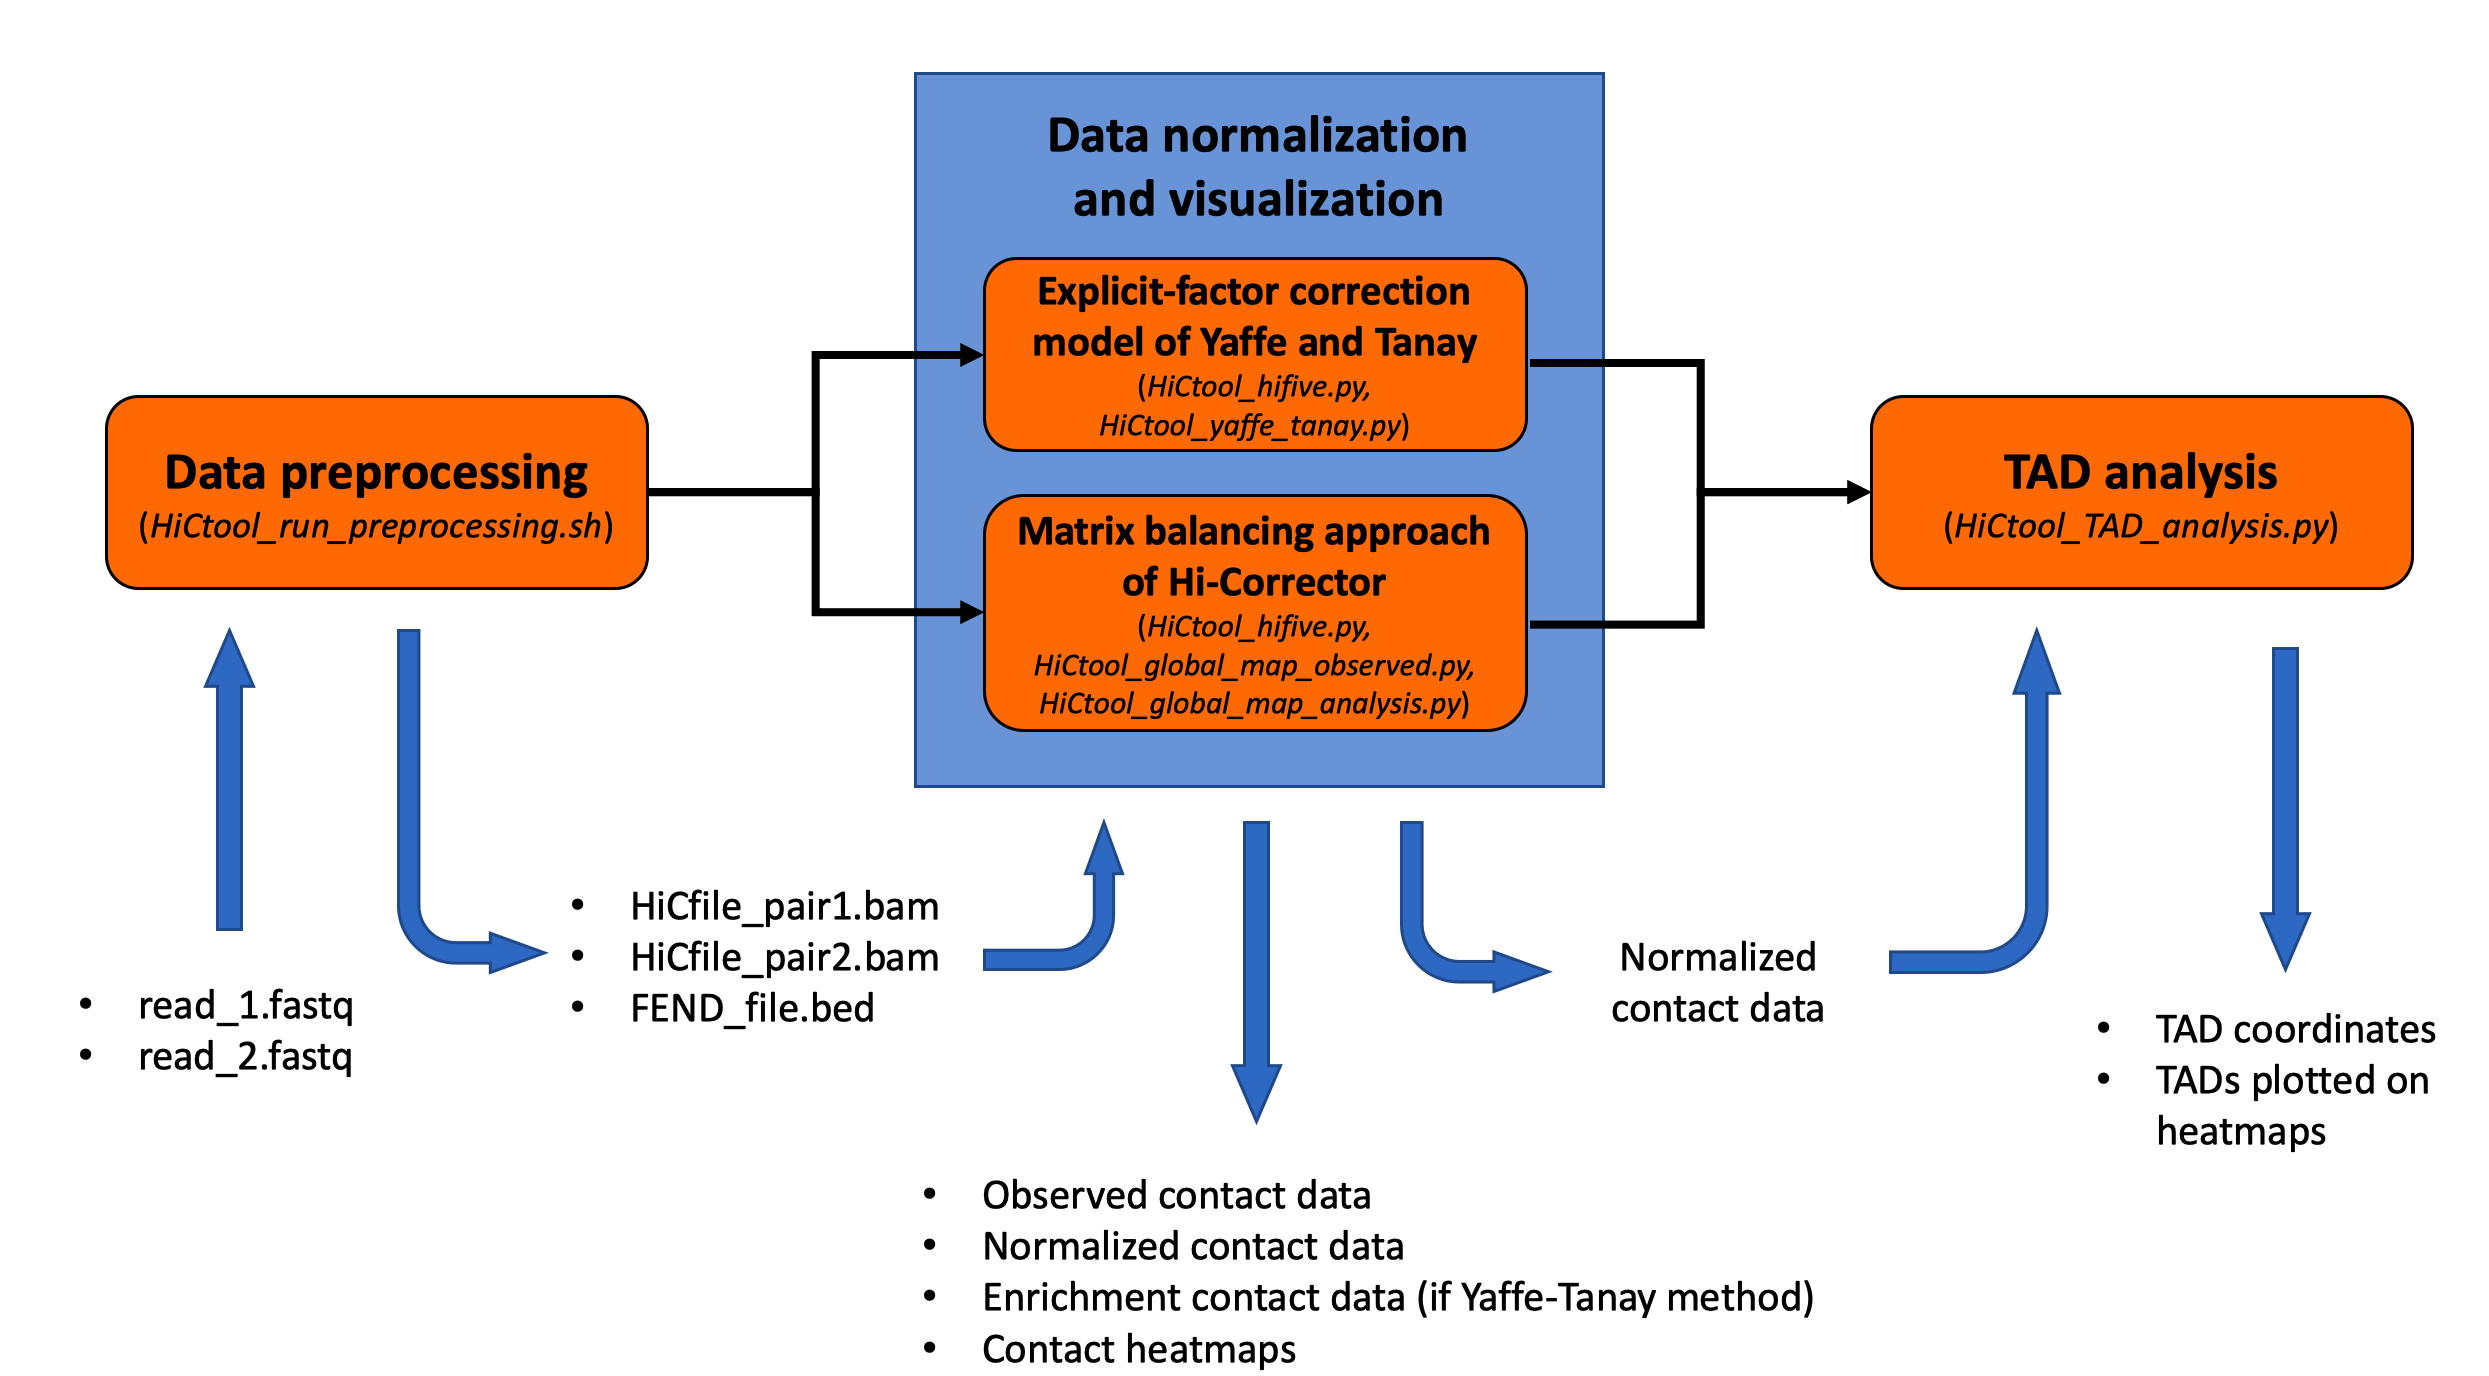 Data normalization
and visualization
Explicit-factor correction
model of Yaffe and Tanay
(HiCtool_hifive.py,
HiCtool_yaffe_tanay.py)
Data preprocessing
(HiCtool_run_preprocessing.sh)
Matrix balancing approach
of Hi-Corrector
(HiCtool_hifive.py,
HiCtool_global_map_observed.py,
HiCtool_global_map_analysis.py)
TAD analysis
(HiCtool_TAD_analysis.py)
• read_1.fastq
• read_2.fastq
• HiCfile_pair1.bam
• HiCfile_pair2.bam
• FEND_file.bed
Normalized
contact data
• TAD coordinates
• TADs plotted on
heatmaps
• Observed contact data
• Normalized contact data
• Enrichment contact data (if Yaffe-Tanay method)
• Contact heatmaps